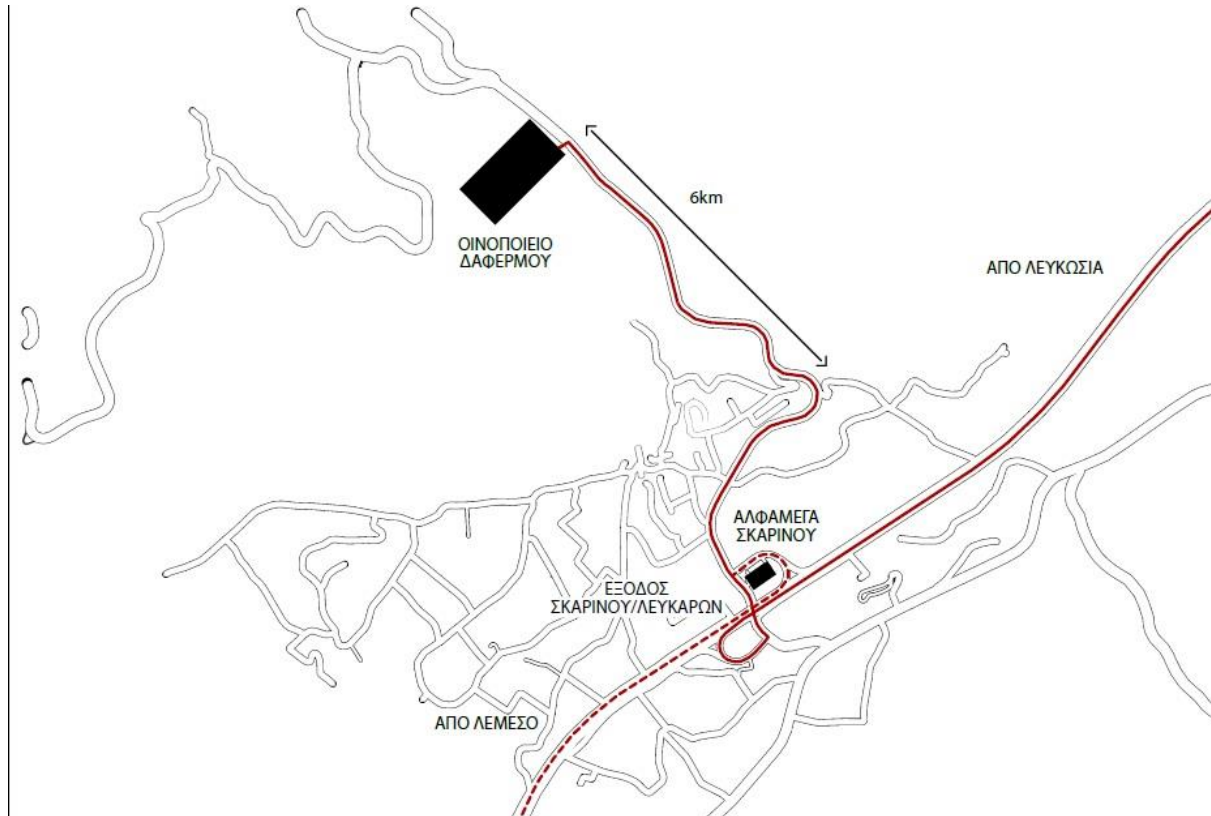 6km
ΟΙΝΟΠΟΙΕΙΟ
ΔΑΦΕΡΜΟΥ
ΑΠΟ ΛΕΥΚΩΣΙΑ
ΑΛΦΑΜΕΓΑ
ΣΚΑΡΙΝΟΥ
ΕΞΟΔΟΣ
ΣΚΑΡΙΝΟΥ/ΛΕΥΚΑΡΩΝ
ΑΠΟ ΛΕΜΕΣΟ